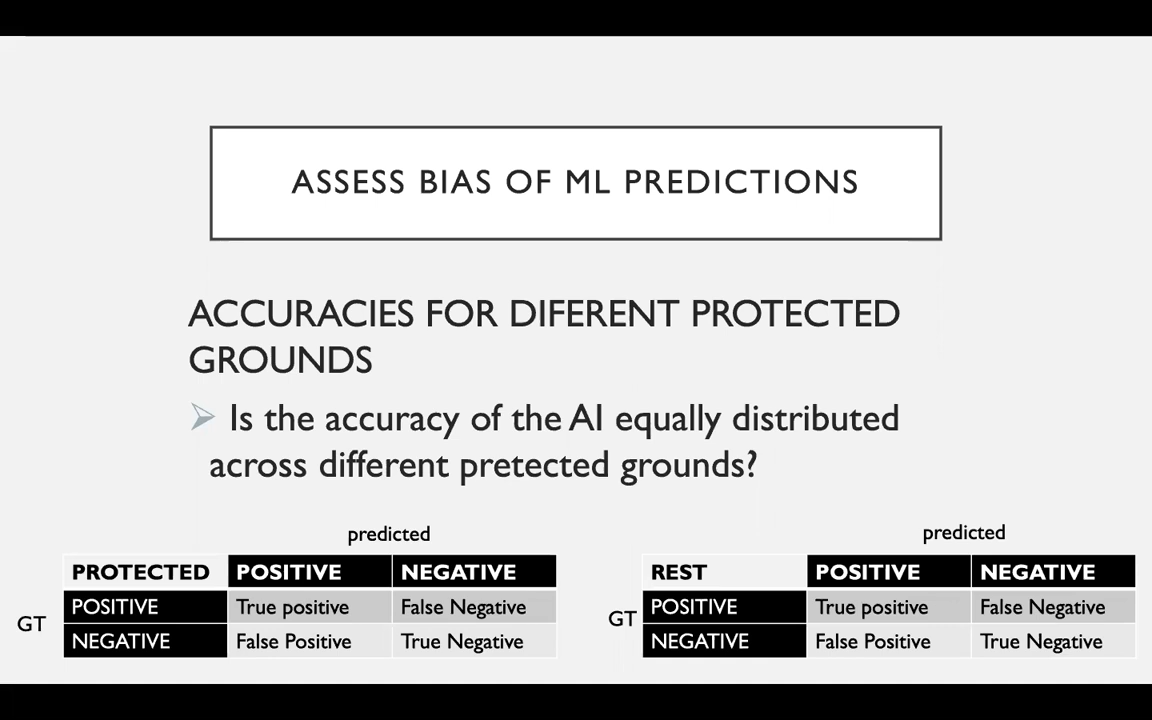 ASSESS BIAS OF ML PREDICTIONS
ACCURACIES FOR DIFERENT PROTECTED
GROUNDS
Is the accuracy of the AI equally distributed
across different pretected grounds?
predicted
PROTECTED POSITIVE NEGATIVE
GT
POSITIVE True positive False Negative
NEGATIVE False Positive True Negative
predicted
REST POSITIVE NEGATIVE
GT
POSITIVE True positive False Negative
NEGATIVE False Positive True Negative